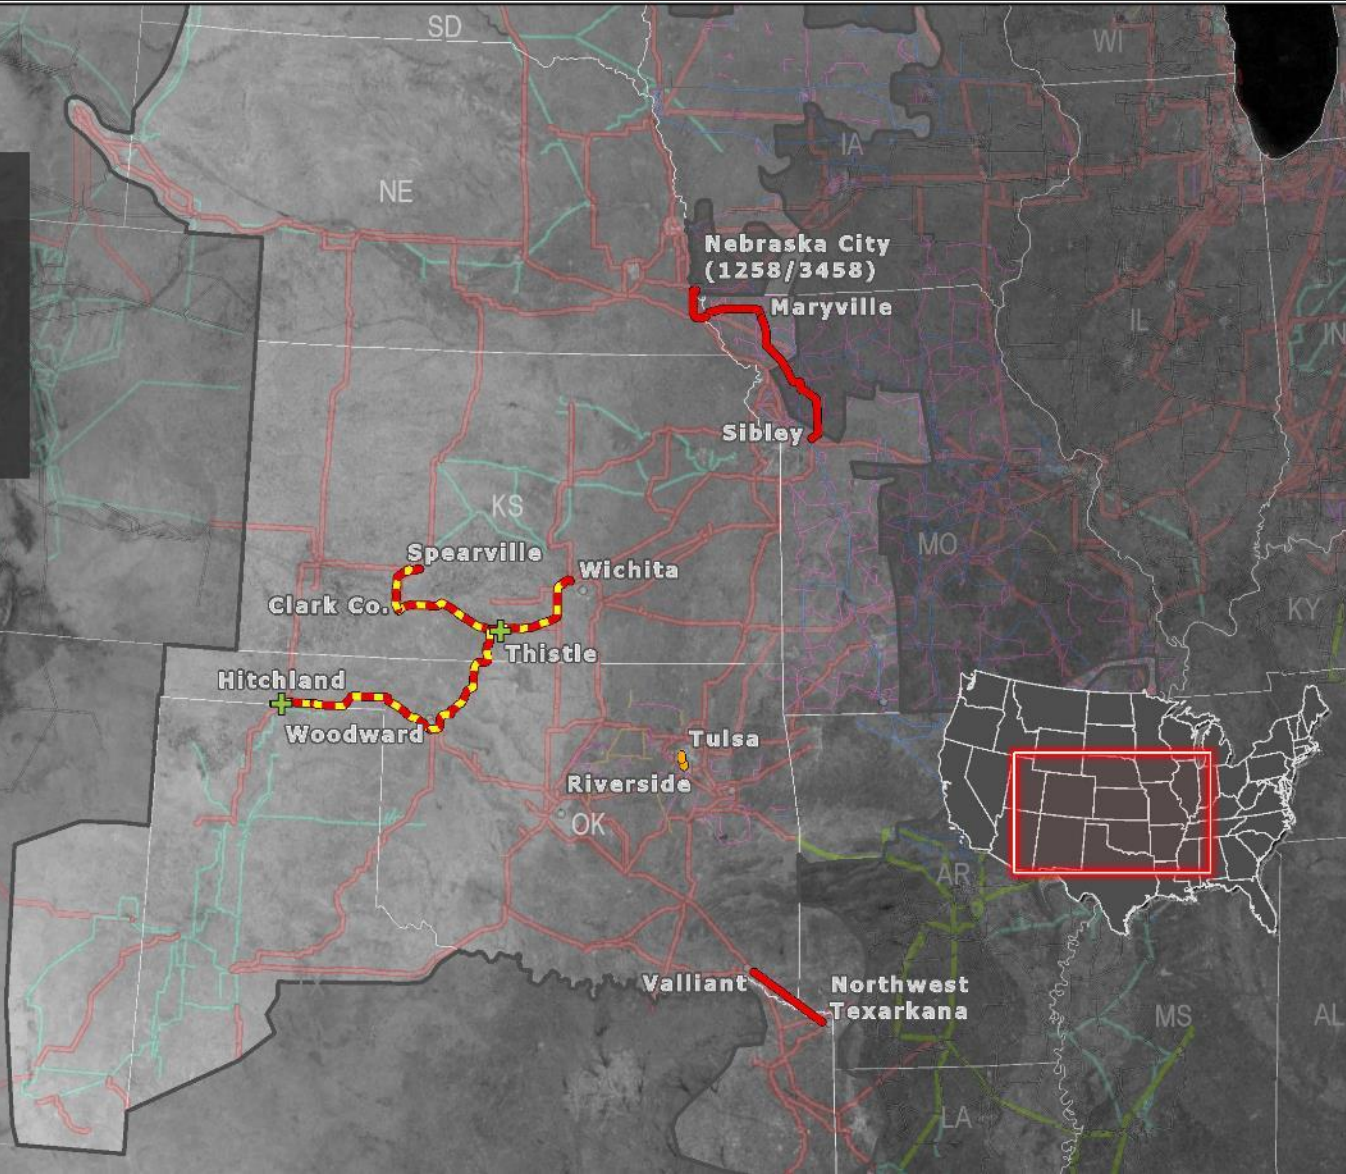 SD
WI
IA
NE
Nebraska City
(1258/3458)
Maryville
IL
IN
Sibley
KS
MO
Spearville
Wichita
Clark Co.
KY
Thistle
Hitchland
Woodward
Tulsa
Riverside
OK
AR
Valliant
Northwest
Texarkana
MS
AL
LA